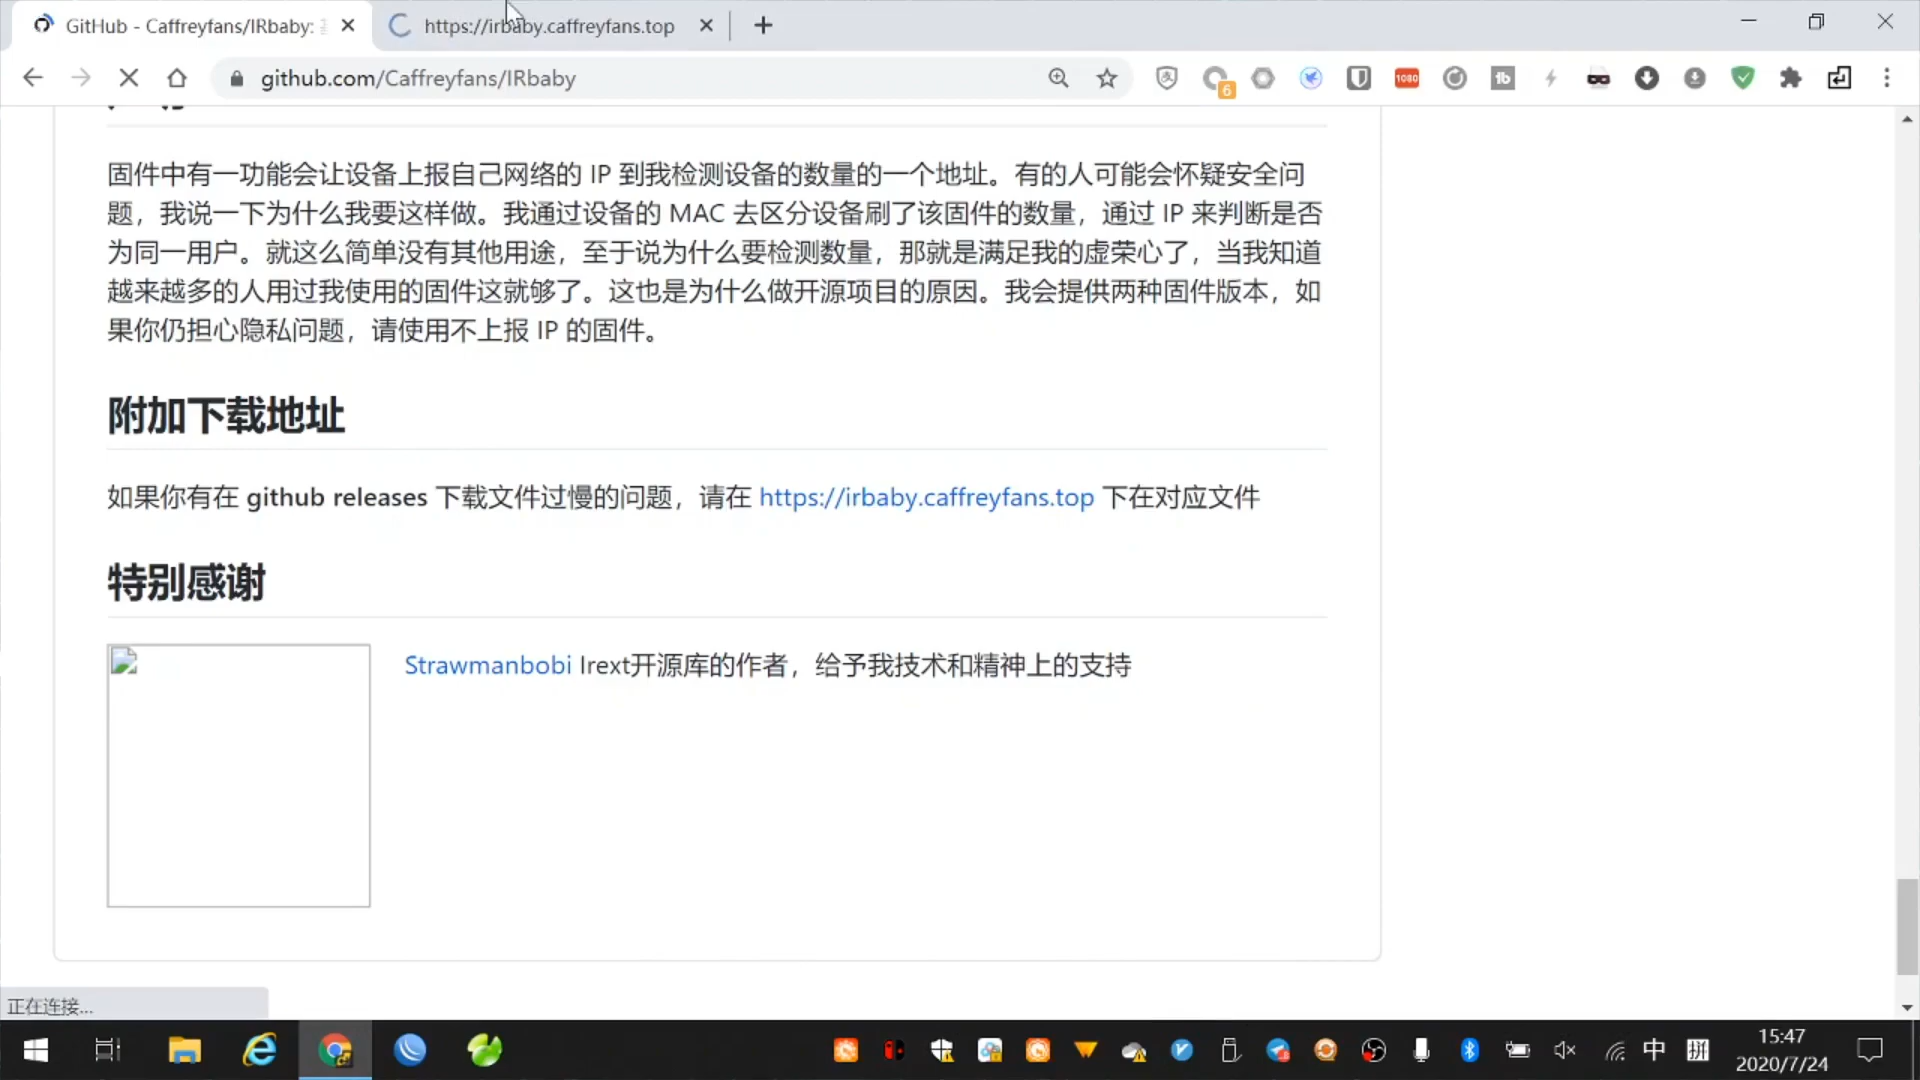 GitHub - Caffreyfans/IRbaby:
https://irbaby.caffreyfans.top
github.com/Caffreyfans/IRbaby
6
1080
固件中有一功能会让设备上报自己网络的 IP 到我检测设备的数量的一个地址。有的人可能会怀疑安全问
题，我说一下为什么我要这样做。我通过设备的 MAC 去区分设备刷了该固件的数量，通过 IP 来判断是否
为同一用户。就这么简单没有其他用途，至于说为什么要检测数量，那就是满足我的虚荣心了，当我知道
越来越多的人用过我使用的固件这就够了。这也是为什么做开源项目的原因。我会提供两种固件版本，如
果你仍担心隐私问题，请使用不上报 IP 的固件。
附加下载地址
如果你有在 github releases 下载文件过慢的问题，请在 https://irbaby.caffreyfans.top 下在对应文件
特别感谢
Strawmanbobi Irext开源库的作者，给予我技术和精神上的支持
正在连接...
中
拼
15:47
2020/7/24